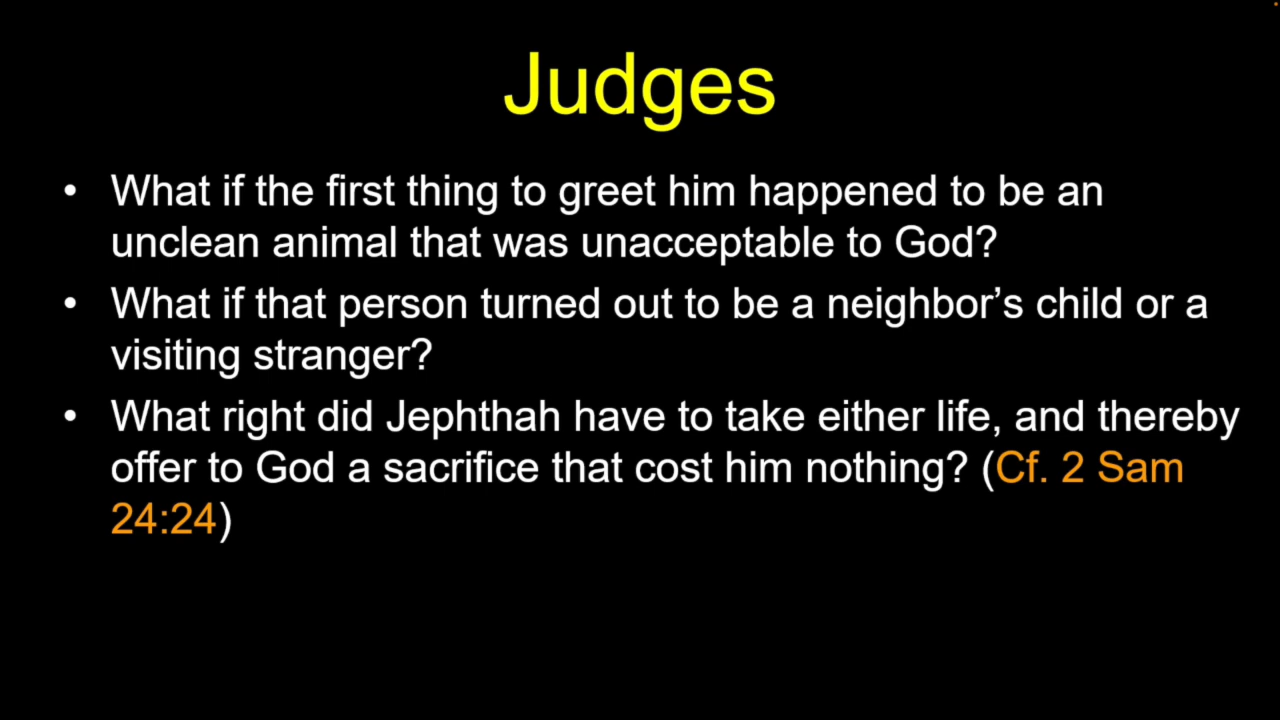 Judges
• What if the first thing to greet him happened to be an
unclean animal that was unacceptable to God?
• What if that person turned out to be a neighbor’s child or a
visiting stranger?
• What right did Jephthah have to take either life, and thereby
offer to God a sacrifice that cost him nothing? (Cf. 2 Sam
24:24)